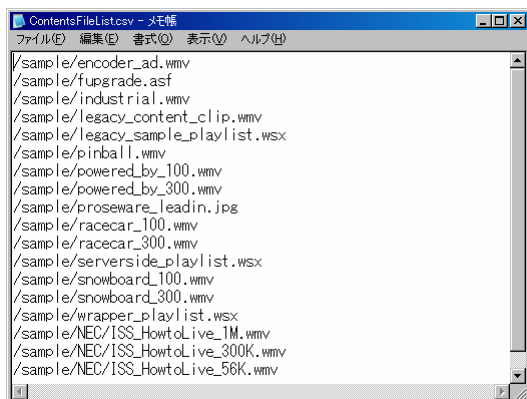 ContentsFileList.csv - メモ帳
ファイル(F) 編集(E) 書式(O) 表示(V) ヘルプ(H)
/sample/encoder_ad.wmv
/sample/fupgrade.asf
/sample/industrial.wmv
/sample/legacy_content_clip.wmv
/sample/legacy_sample_playlist.wsx
/sample/pinball.wmv
/sample/powered_by_100.wmv
/sample/powered_by_300.wmv
/sample/proseware_leadin.jpg
/sample/racecar_100.wmv
/sample/racecar_300.wmv
/sample/serverside_playlist.wsx
/sample/snowboard_100.wmv
/sample/snowboard_300.wmv
/sample/wrapper_playlist.wsx
/sample/NEC/ISS_HowtoLive_1M.wmv
/sample/NEC/ISS_HowtoLive_300K.wmv
/sample/NEC/ISS_HowtoLive_56K.wmv